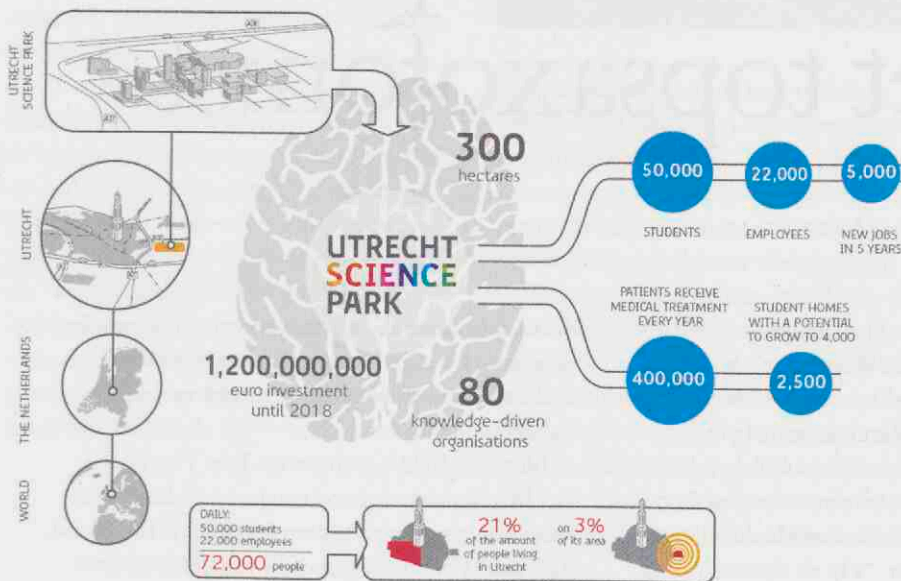 UTRECHT
SCIENCE PARK
A28
A27
UTRECHT
THE NETHERLANDS
WORLD
300
hectares
UTRECHT
SCIENCE
PARK
1,200,000,000
euro investment
until 2018
80
knowledge-driven
organisations
50,000
STUDENTS
22,000
EMPLOYEES
5,000
NEW JOBS
IN 5 YEARS
PATIENTS RECEIVE
MEDICAL TREATMENT
EVERY YEAR
400,000
STUDENT HOMES
WITH A POTENTIAL
TO GROW TO 4,000
2,500
DAILY:
50,000 students
22,000 employees
72,000 people
21%
of the amount
of people living
in Utrecht
on 3%
of its area